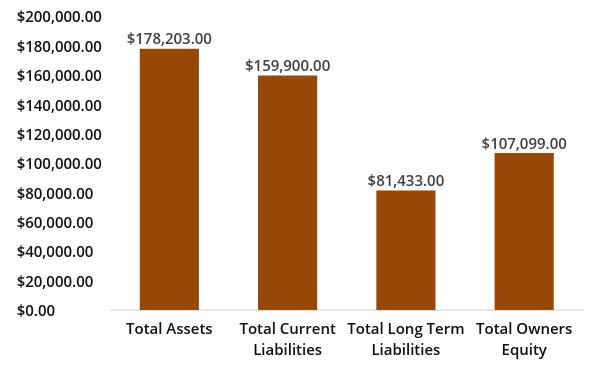 $200,000.00
$180,000.00
$160,000.00
$140,000.00
$120,000.00
$100,000.00
$80,000.00
$60,000.00
$40,000.00
$20,000.00
$0.00
$178,203.00
$159,900.00
$81,433.00
$107,099.00
Total Assets
Total Current
Liabilities
Total Long Term
Liabilities
Total Owners
Equity